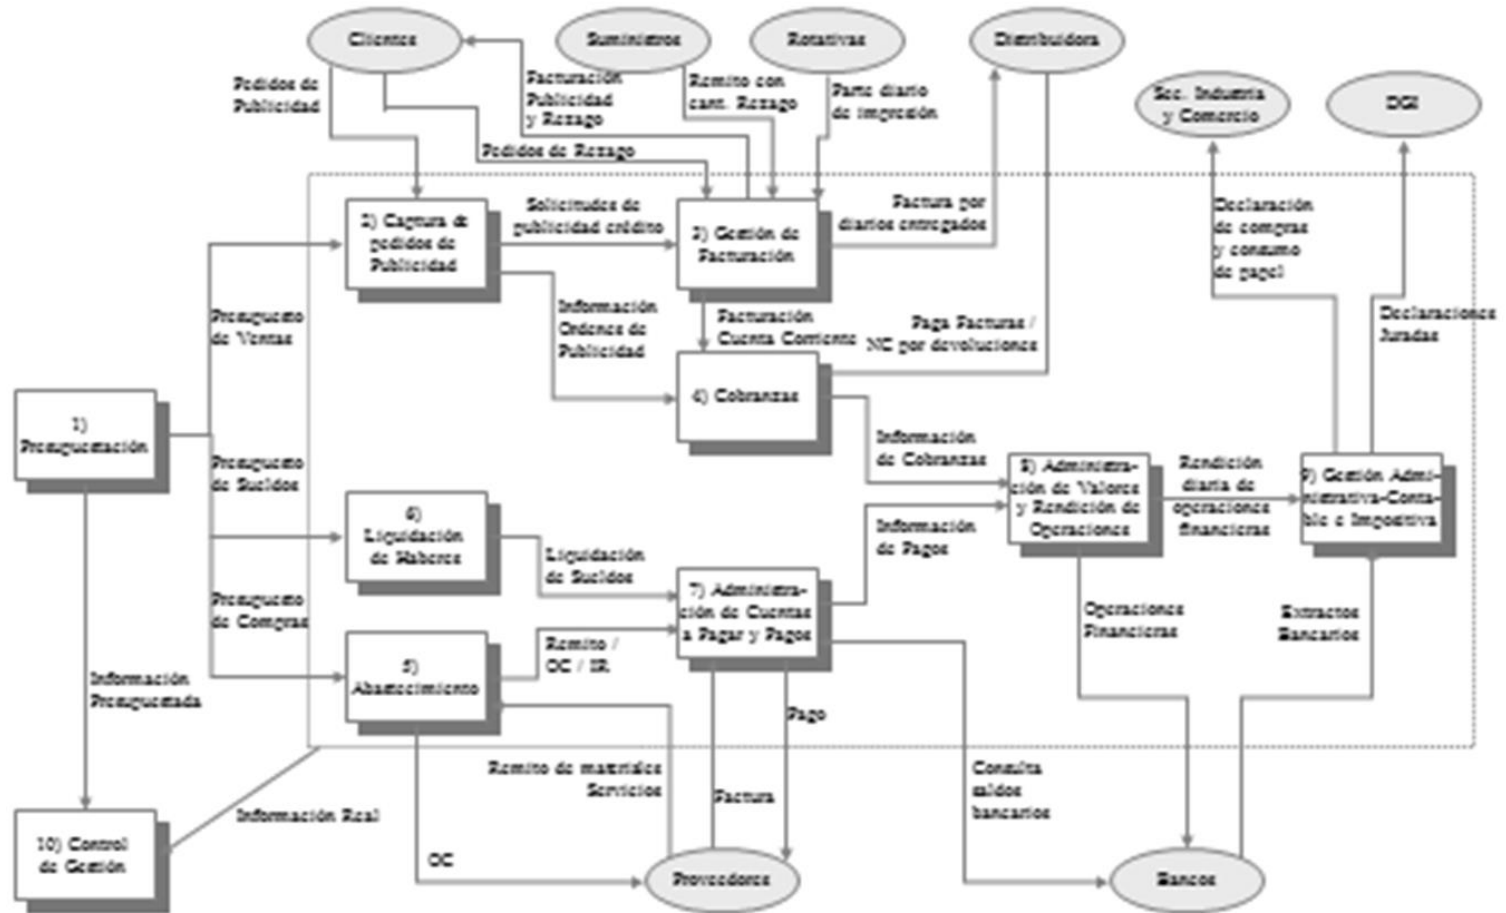 Clientes
Suministros
Rotativas
Distribuidora
Sec. Industria
y Comercio
DGI
Pedidos de
Publicidad
Facturación
Publicidad
y Rezago
Remito con
cant. Rezago
Parte diario
de impresión
Pedidos de Rezago
2) Captura de
pedidos de
Publicidad
Solicitudes de
publicidad crédito
3) Gestión de
Facturación
Factura por
diarios entregados
Declaración
de compras
y consumo
de papel
Declaraciones
Juradas
Presupuesto
de Ventas
Información
Ordenes de
Publicidad
Facturación
Cuenta Corriente
Paga Facturas /
NC por devoluciones
4) Cobranzas
1)
Presupuestación
Información
de Cobranzas
8) Administra-
ción de Valores
y Rendición de
Operaciones
Rendición
diaria de
operaciones
financieras
9) Gestión Admi-
nistrativa-Conta-
ble e Impositiva
Presupuesto
de Sueldos
6)
Liquidación
de Haberes
Información
de Pagos
Liquidación
de Sueldos
7) Administra-
ción de Cuentas
a Pagar y Pagos
Presupuesto
de Compras
Operaciones
Financieras
Extractos
Bancarios
Remito /
OC / IR
5)
Abastecimiento
Información
Presupuestada
Pago
Remito de materiales
Servicios
Factura
Consulta
saldos
bancarios
Información Real
10) Control
de Gestión
OC
Proveedores
Bancos